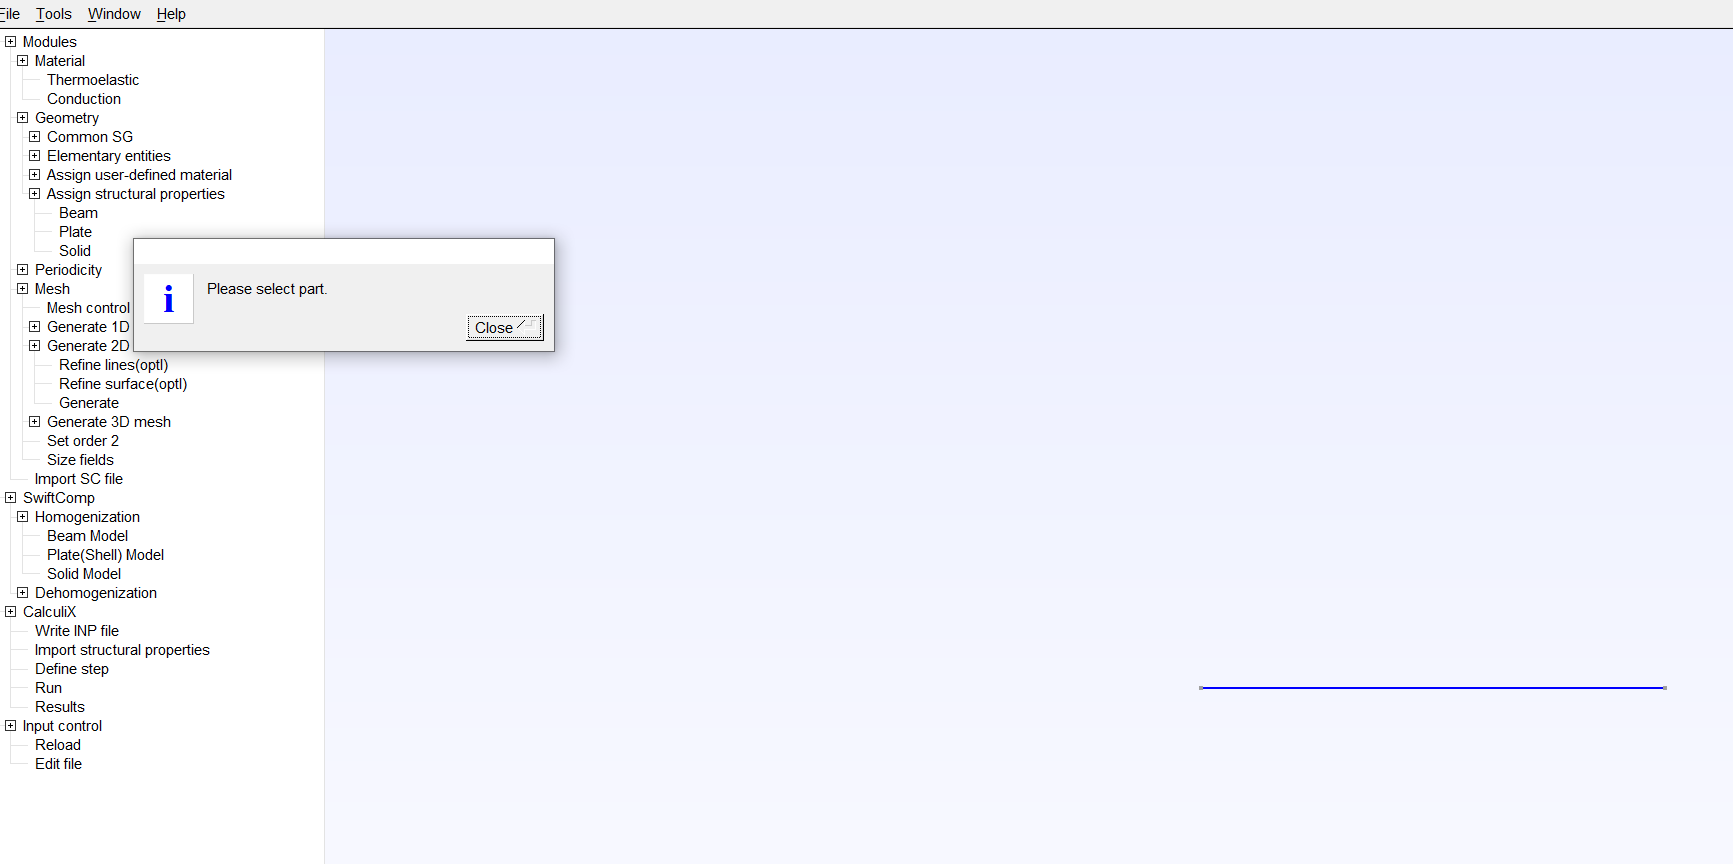 File Tools Window Help
Modules
Material
Thermoelastic
Conduction
Geometry
Common SG
Elementary entities
Assign user-defined material
Assign structural properties
Beam
Plate
Solid
Periodicity
Mesh
Mesh control
Generate 1D
Generate 2D
Refine lines(optl)
Refine surface(optl)
Generate
Generate 3D mesh
Set order 2
Size fields
Import SC file
SwiftComp
Homogenization
Beam Model
Plate(Shell) Model
Solid Model
Dehomogenization
CalculiX
Write INP file
Import structural properties
Define step
Run
Results
Input control
Reload
Edit file
i
Please select part.
Close